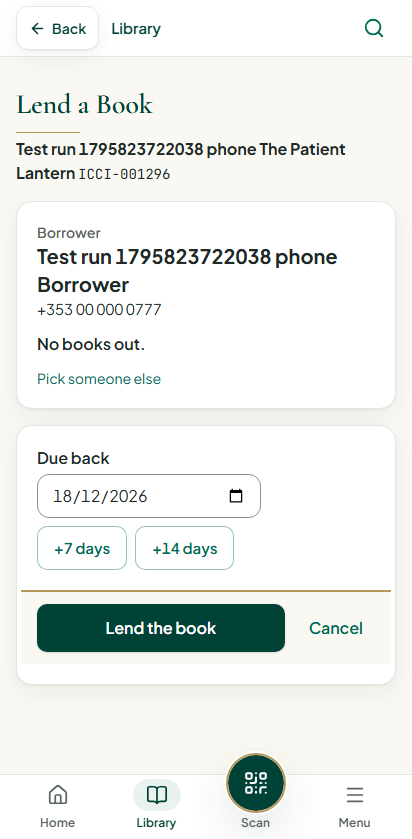 Back Library
Lend a Book
Test run 1795823722038 phone The Patient
Lantern ICCI-001296
Borrower
Test run 1795823722038 phone
Borrower
+353 00 000 0777
No books out.
Pick someone else
Due back
18/12/2026
+7 days +14 days
Lend the book Cancel
Home Library Scan Menu